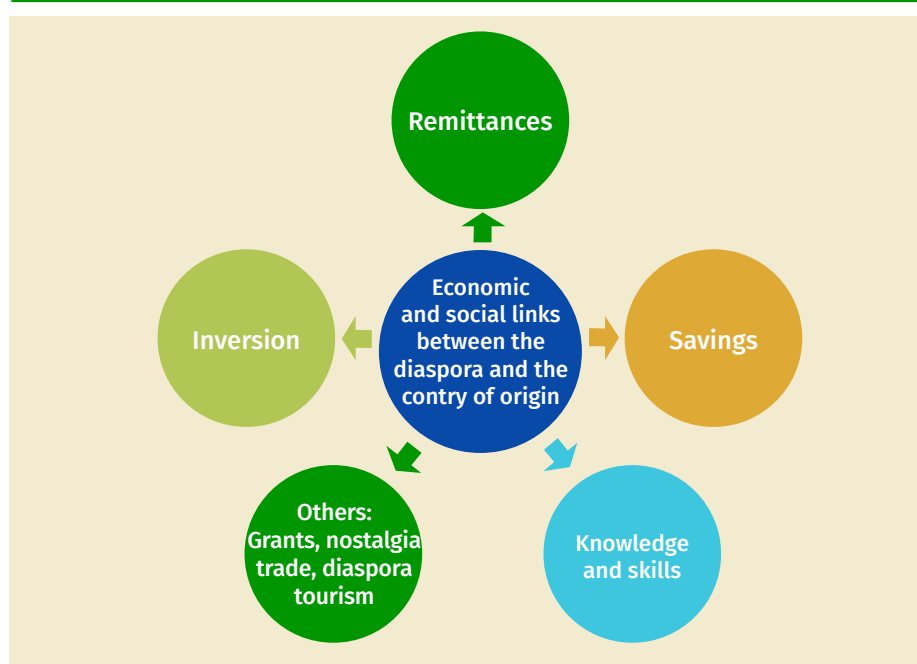 Remittances
Economic
and social links
between the
diaspora and the
contry of origin
Inversion
Savings
Others:
Grants, nostalgia
trade, diaspora
tourism
Knowledge
and skills